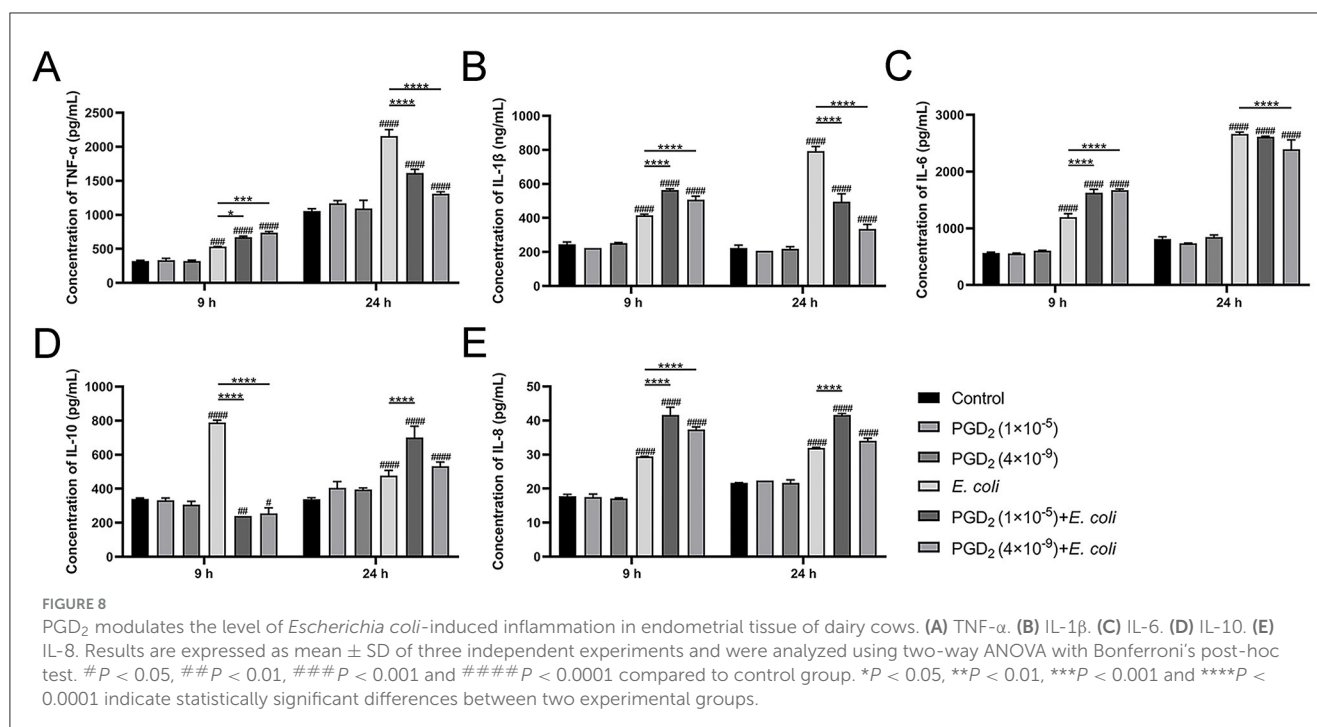 A
Concentration of TNF-α (pg/mL)
2500
2000
1500
1000
500
0
###
####
####
*
***
####
####
####
****
****
9 h
24 h
B
Concentration of IL-1β (ng/mL)
1000
800
600
400
200
0
####
####
####
****
****
####
####
####
****
****
9 h
24 h
C
Concentration of IL-6 (pg/mL)
3000
2000
1000
0
####
####
####
****
****
####
####
####
****
9 h
24 h
D
Concentration of IL-10 (pg/mL)
1000
800
600
400
200
0
####
##
#
****
****
####
####
####
****
9 h
24 h
E
Concentration of IL-8 (pg/mL)
50
40
30
20
10
0
####
####
####
****
****
####
####
####
****
9 h
24 h
Control
PGD₂ (1×10⁻⁵)
PGD₂ (4×10⁻⁹)
E. coli
PGD₂ (1×10⁻⁵)+E. coli
PGD₂ (4×10⁻⁹)+E. coli
FIGURE 8
PGD₂ modulates the level of Escherichia coli-induced inflammation in endometrial tissue of dairy cows. (A) TNF-α. (B) IL-1β. (C) IL-6. (D) IL-10. (E)
IL-8. Results are expressed as mean ± SD of three independent experiments and were analyzed using two-way ANOVA with Bonferroni's post-hoc
test. #P < 0.05, ##P < 0.01, ###P < 0.001 and ####P < 0.0001 compared to control group. *P < 0.05, **P < 0.01, ***P < 0.001 and ****P <
0.0001 indicate statistically significant differences between two experimental groups.